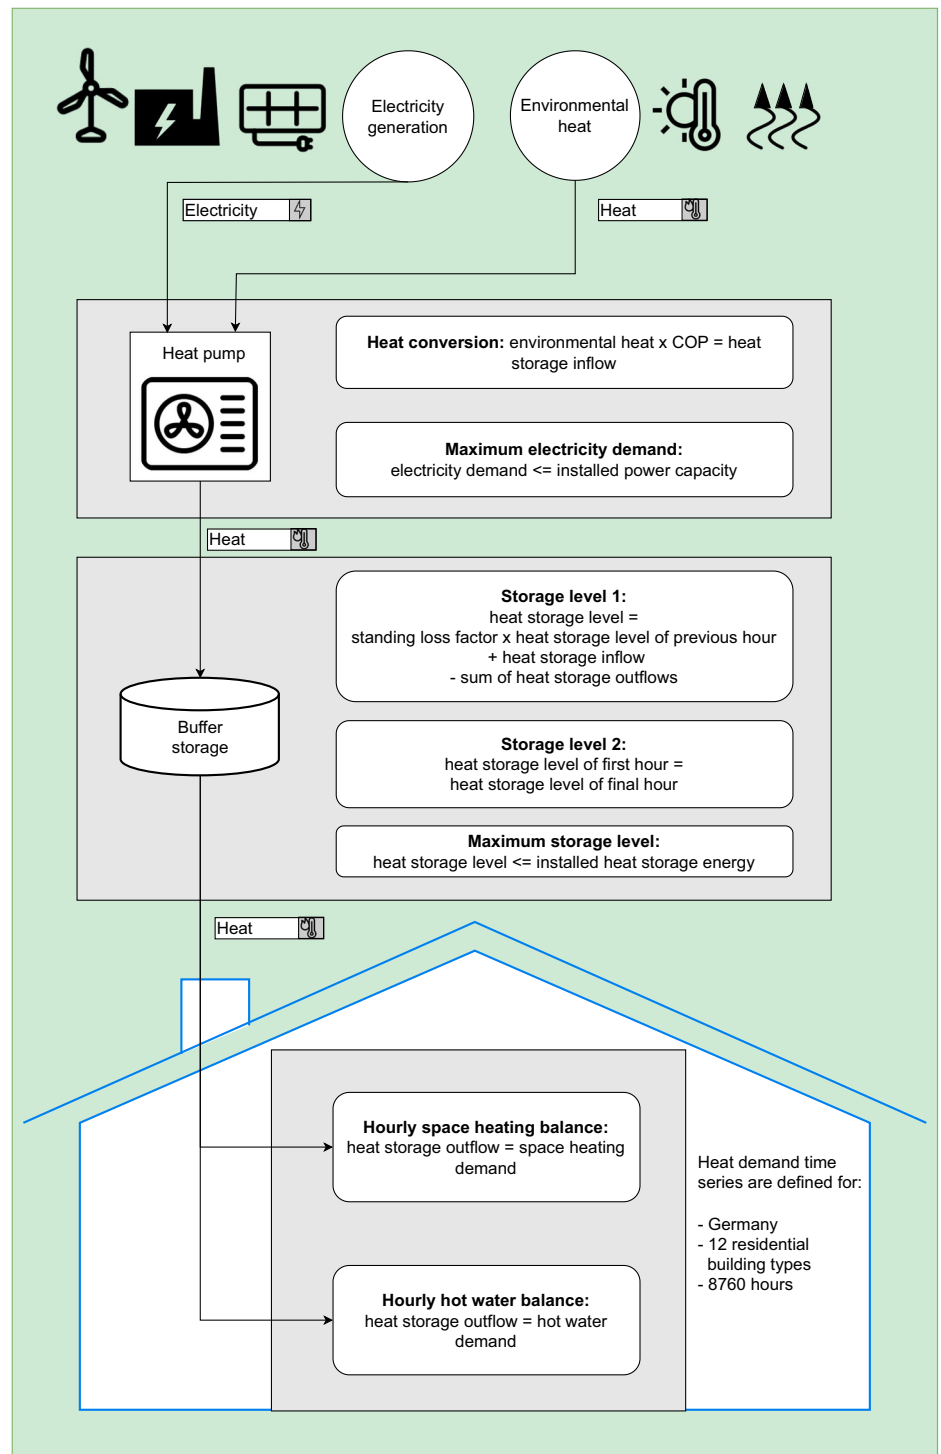 Electricity
generation
Environmental
heat
Electricity
Heat
Heat pump
Heat conversion: environmental heat x COP = heat
storage inflow
Maximum electricity demand:
electricity demand <= installed power capacity
Heat
Storage level 1:
heat storage level =
standing loss factor x heat storage level of previous hour
+ heat storage inflow
- sum of heat storage outflows
Buffer
storage
Storage level 2:
heat storage level of first hour =
heat storage level of final hour
Maximum storage level:
heat storage level <= installed heat storage energy
Heat
Hourly space heating balance:
heat storage outflow = space heating
demand
Heat demand time
series are defined for:
- Germany
- 12 residential
building types
- 8760 hours
Hourly hot water balance:
heat storage outflow = hot water
demand